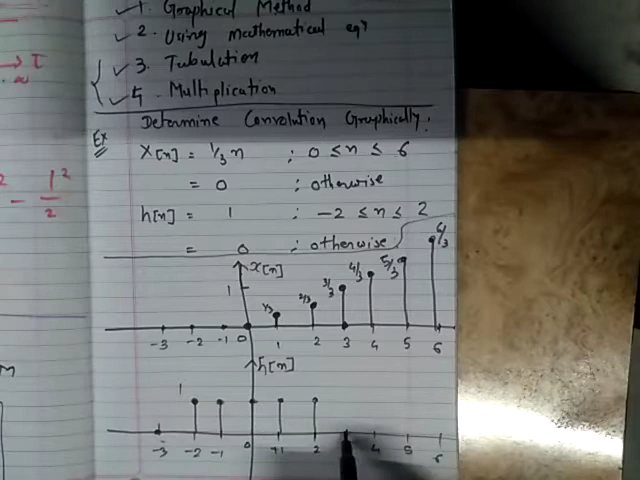 1. Graphical Method
2. Using mathematical eqn
3. Tabulation
4. Multiplication
Ex Determine Convolution Graphically.
x[n] = 1/3 n ; 0 ≤ n ≤ 6
= 0 ; otherwise
h[n] = 1 ; -2 ≤ n ≤ 2
= 0 ; otherwise
x[n]
1 1/3 2/3 3/3 4/3 5/3 6/3
-3 -2 -1 0 1 2 3 4 5 6
h[n]
1
-3 -2 -1 0 +1 2 4 5 6